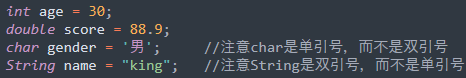 int age = 30;
double score = 88.9;
char gender = '男';      //注意char是单引号，而不是双引号
String name = "king";   //注意String是双引号，而不是单引号